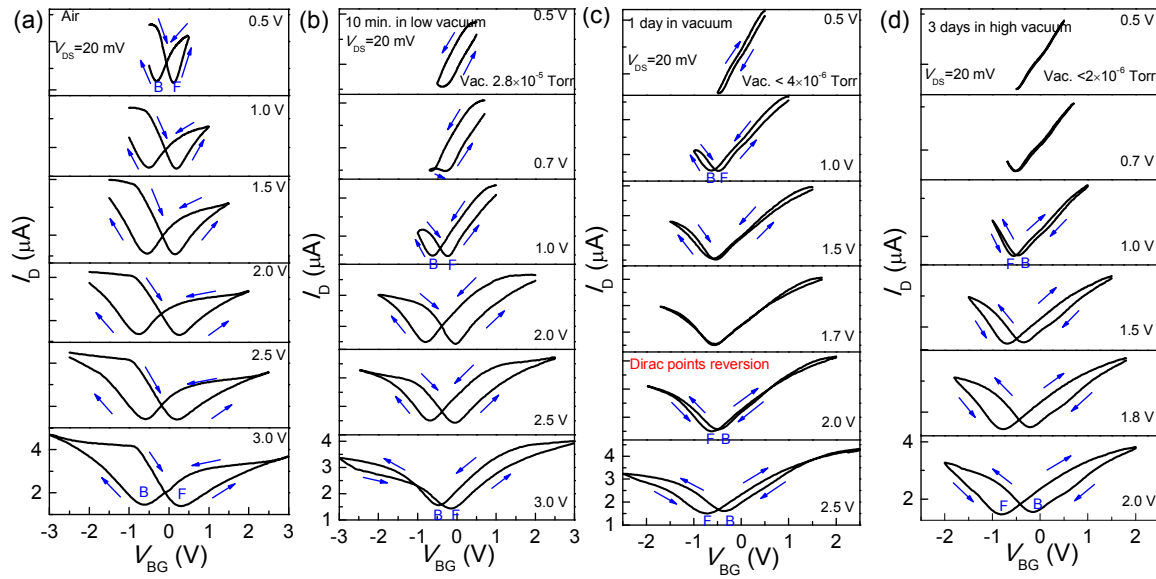 (a)
Air
0.5 V
V_DS=20 mV
B F
1.0 V
1.5 V
2.0 V
2.5 V
3.0 V
B F
4
2
I_D (μA)
-3 -2 -1 0 1 2 3
V_BG (V)
(b)
10 min. in low vacuum
0.5 V
V_DS=20 mV
Vac. 2.8×10⁻⁵ Torr
0.7 V
1.0 V
B F
2.0 V
2.5 V
3.0 V
B F
4
3
2
1
I_D (μA)
-3 -2 -1 0 1 2 3
V_BG (V)
(c)
1 day in vacuum
0.5 V
V_DS=20 mV
Vac. < 4×10⁻⁶ Torr
1.0 V
B F
1.5 V
1.7 V
Dirac points reversion
2.0 V
F B
2.5 V
F B
4
3
2
1
I_D (μA)
-2 -1 0 1 2
V_BG (V)
(d)
3 days in high vacuum
0.5 V
V_DS=20 mV
Vac. <2×10⁻⁶ Torr
0.7 V
1.0 V
F B
1.5 V
1.8 V
2.0 V
F B
4
2
I_D (μA)
-2 -1 0 1 2
V_BG (V)